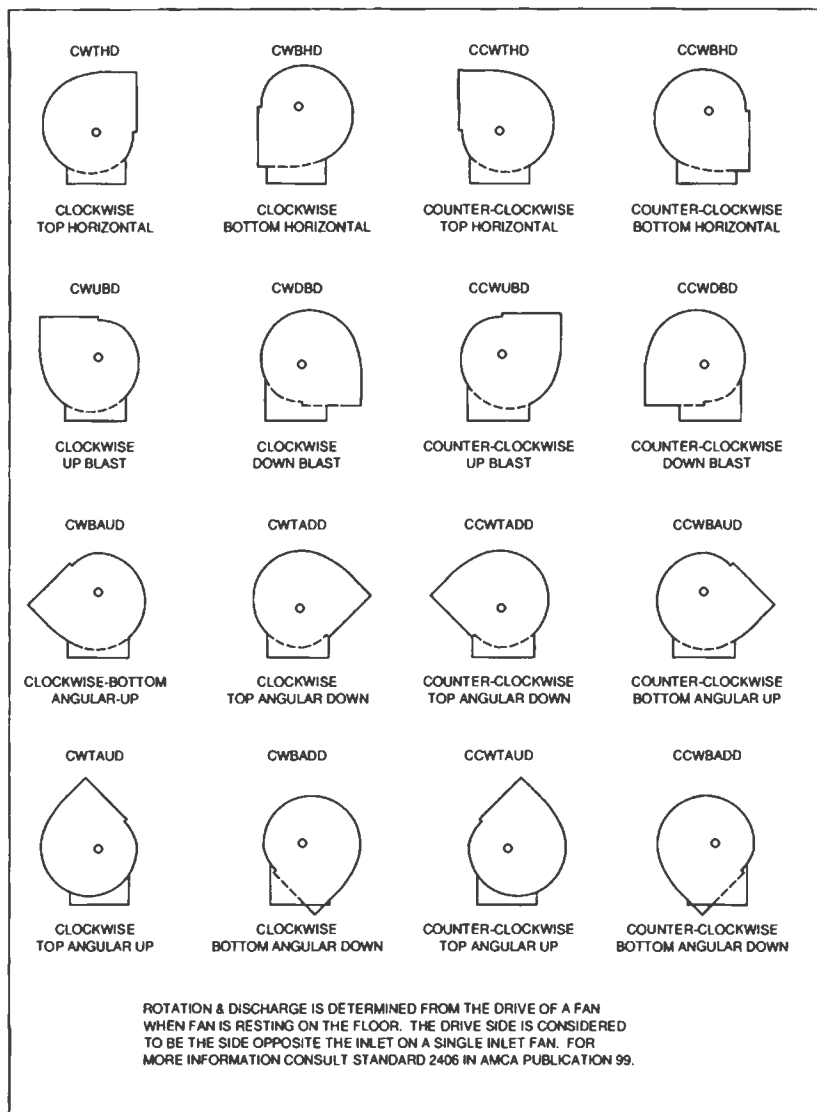 CWTHD CWBHD CCWTHD CCWBHD
CLOCKWISE CLOCKWISE COUNTER-CLOCKWISE COUNTER-CLOCKWISE
TOP HORIZONTAL BOTTOM HORIZONTAL TOP HORIZONTAL BOTTOM HORIZONTAL
CWUBD CWDBD CCWUBD CCWDBD
CLOCKWISE CLOCKWISE COUNTER-CLOCKWISE COUNTER-CLOCKWISE
UP BLAST DOWN BLAST UP BLAST DOWN BLAST
CWBAUD CWTADD CCWTADD CCWBAUD
CLOCKWISE-BOTTOM CLOCKWISE COUNTER-CLOCKWISE COUNTER-CLOCKWISE
ANGULAR-UP TOP ANGULAR DOWN TOP ANGULAR DOWN BOTTOM ANGULAR UP
CWTAUD CWBADD CCWTAUD CCWBADD
CLOCKWISE CLOCKWISE COUNTER-CLOCKWISE COUNTER-CLOCKWISE
TOP ANGULAR UP BOTTOM ANGULAR DOWN TOP ANGULAR UP BOTTOM ANGULAR DOWN
ROTATION & DISCHARGE IS DETERMINED FROM THE DRIVE OF A FAN
WHEN FAN IS RESTING ON THE FLOOR. THE DRIVE SIDE IS CONSIDERED
TO BE THE SIDE OPPOSITE THE INLET ON A SINGLE INLET FAN. FOR
MORE INFORMATION CONSULT STANDARD 2406 IN AMCA PUBLICATION 99.